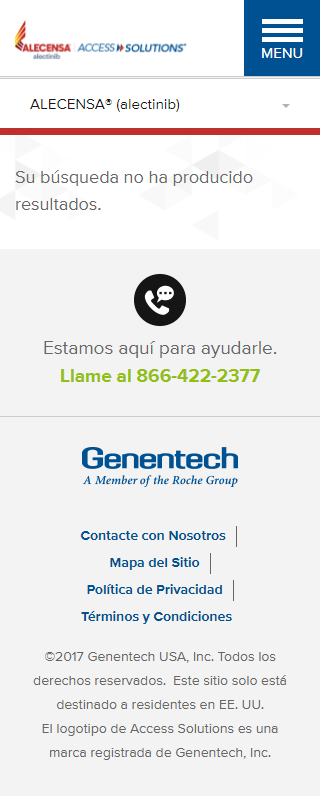 ALECENSA
alectinib
ACCESS SOLUTIONS®
MENU
ALECENSA® (alectinib)
Su búsqueda no ha producido
resultados.
Estamos aquí para ayudarle.
Llame al 866-422-2377
Genentech
A Member of the Roche Group
Contacte con Nosotros
Mapa del Sitio
Política de Privacidad
Términos y Condiciones
©2017 Genentech USA, Inc. Todos los
derechos reservados. Este sitio solo está
destinado a residentes en EE. UU.
El logotipo de Access Solutions es una
marca registrada de Genentech, Inc.